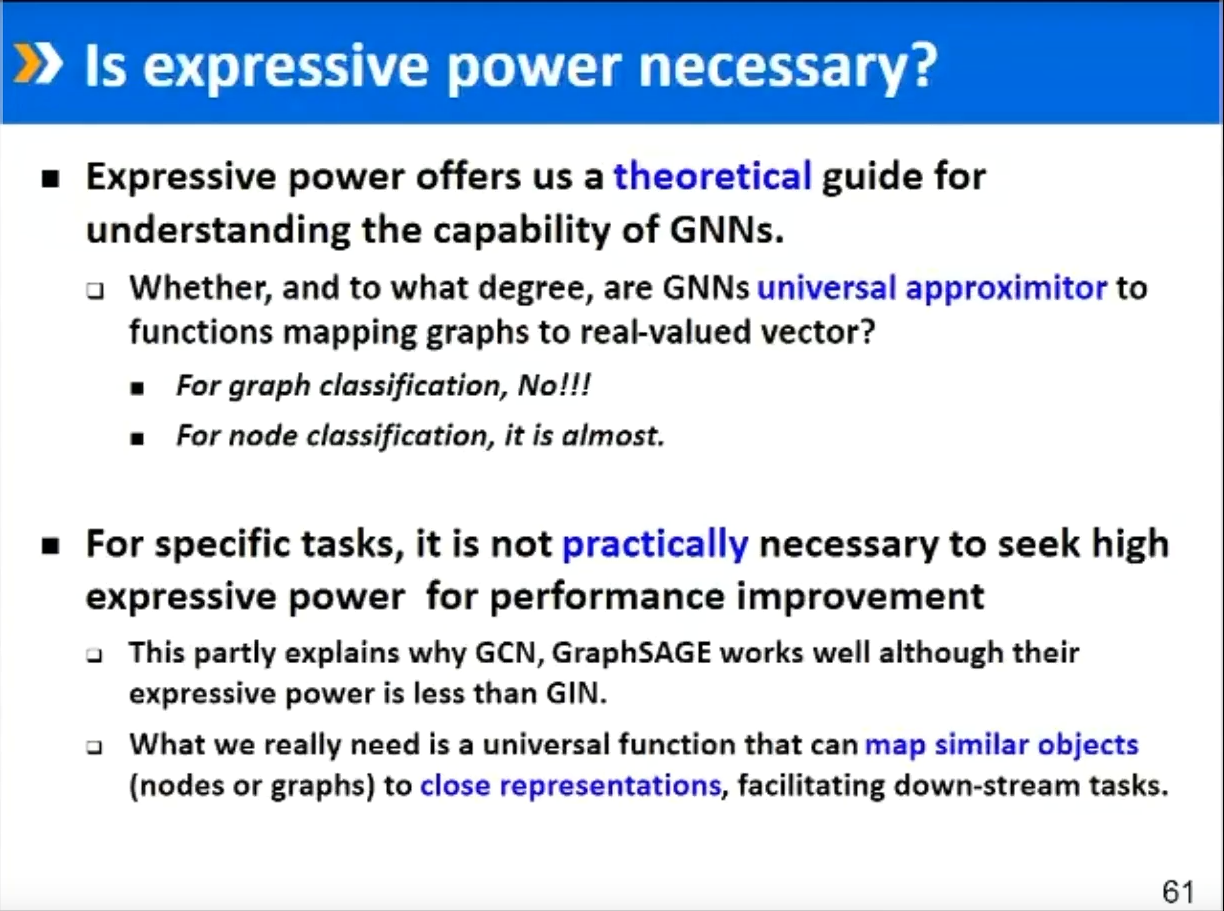 Is expressive power necessary?
Expressive power offers us a theoretical guide for
understanding the capability of GNNs.
Whether, and to what degree, are GNNs universal approximitor to
functions mapping graphs to real-valued vector?
For graph classification, No!!!
For node classification, it is almost.
For specific tasks, it is not practically necessary to seek high
expressive power for performance improvement
This partly explains why GCN, GraphSAGE works well although their
expressive power is less than GIN.
What we really need is a universal function that can map similar objects
(nodes or graphs) to close representations, facilitating down-stream tasks.
61